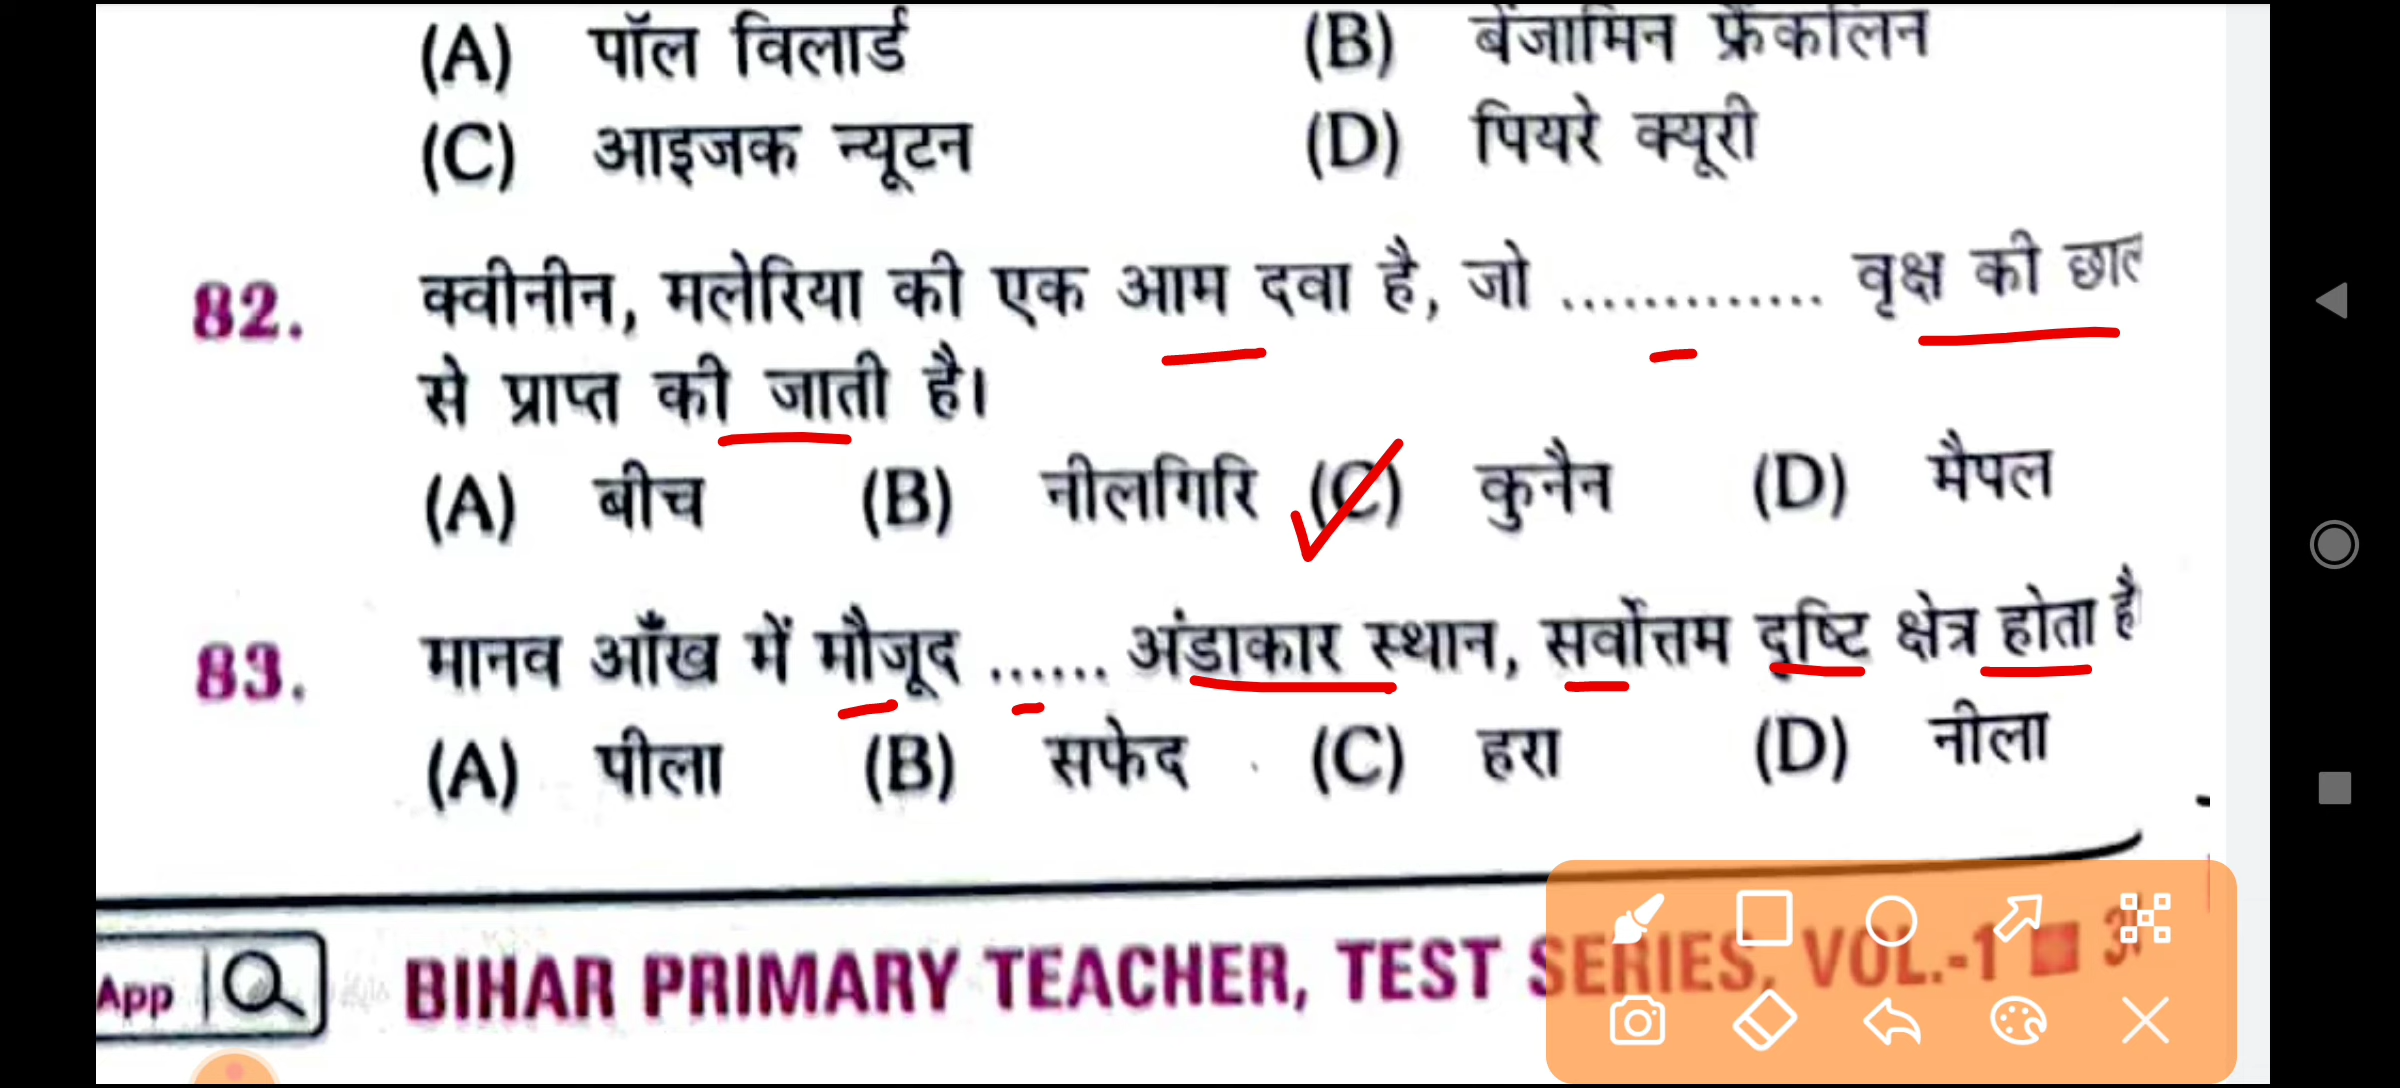 (A) पॉल विलार्ड (B) बेंजामिन फ्रेंकलिन
(C) आइजक न्यूटन (D) पियरे क्यूरी
82. क्वीनीन, मलेरिया की एक आम दवा है, जो ............. वृक्ष की छाल
से प्राप्त की जाती है।
(A) बीच (B) नीलगिरि (C) कुनैन (D) मैपल
83. मानव आँख में मौजूद ...... अंडाकार स्थान, सर्वोत्तम दृष्टि क्षेत्र होता है
(A) पीला (B) सफेद (C) हरा (D) नीला
App
BIHAR PRIMARY TEACHER, TEST SERIES, VOL.-1